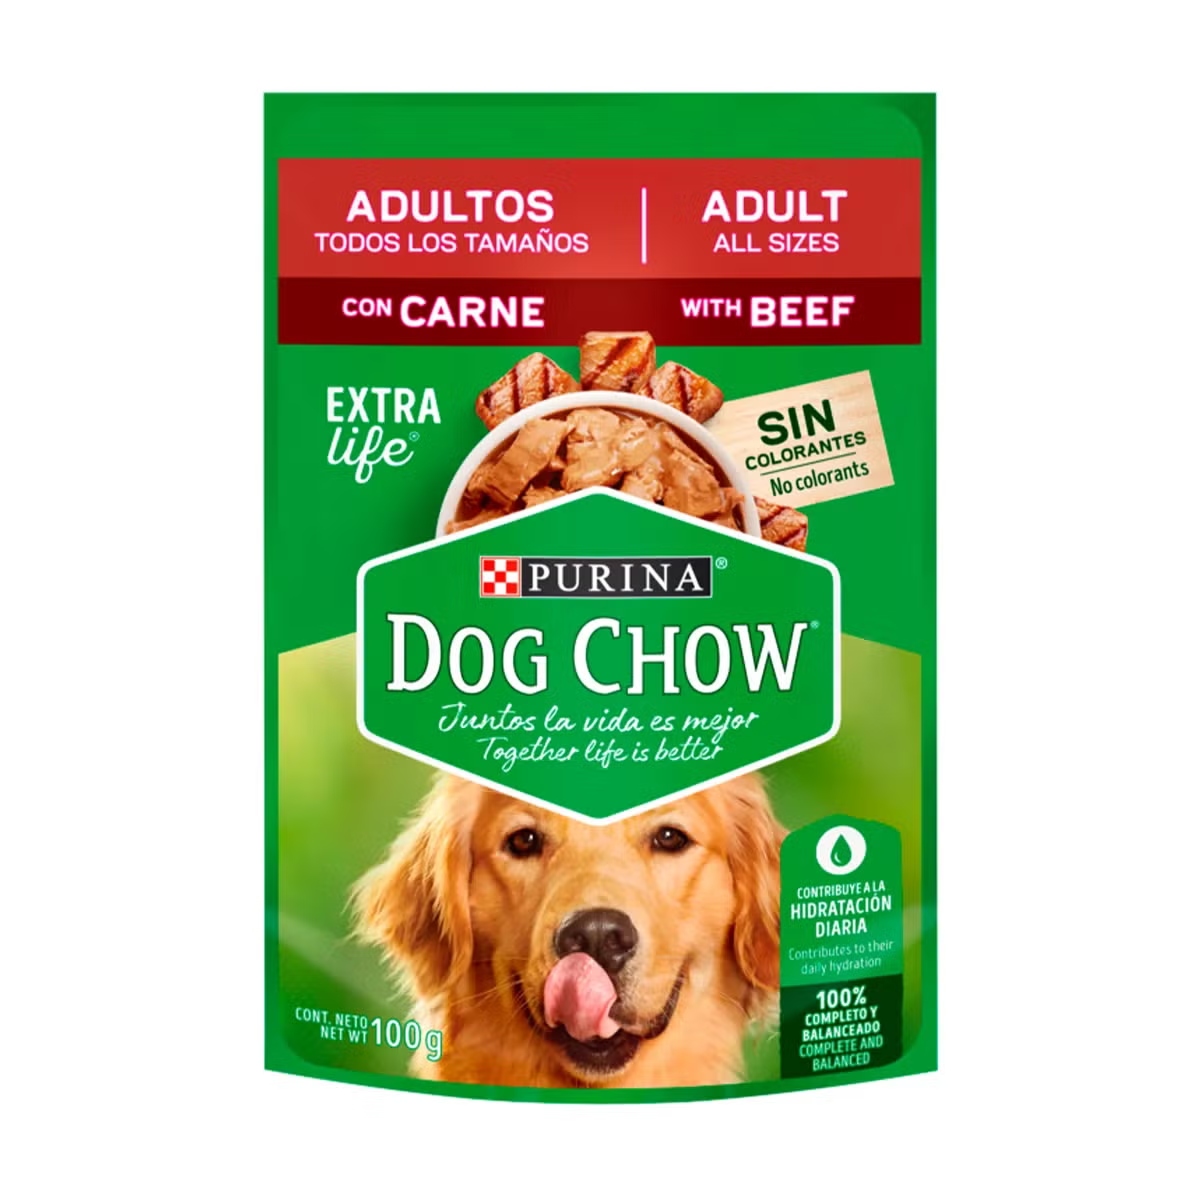 ADULTOS
TODOS LOS TAMAÑOS
ADULT
ALL SIZES
CON CARNE
WITH BEEF
EXTRA
life®
SIN
COLORANTES
No colorants
PURINA®
DOG CHOW®
Juntos la vida es mejor
Together life is better
CONTRIBUYE A LA
HIDRATACIÓN
DIARIA
Contributes to their
daily hydration
100%
COMPLETO Y
BALANCEADO
COMPLETE AND
BALANCED
CONT. NETO
NET WT 100g